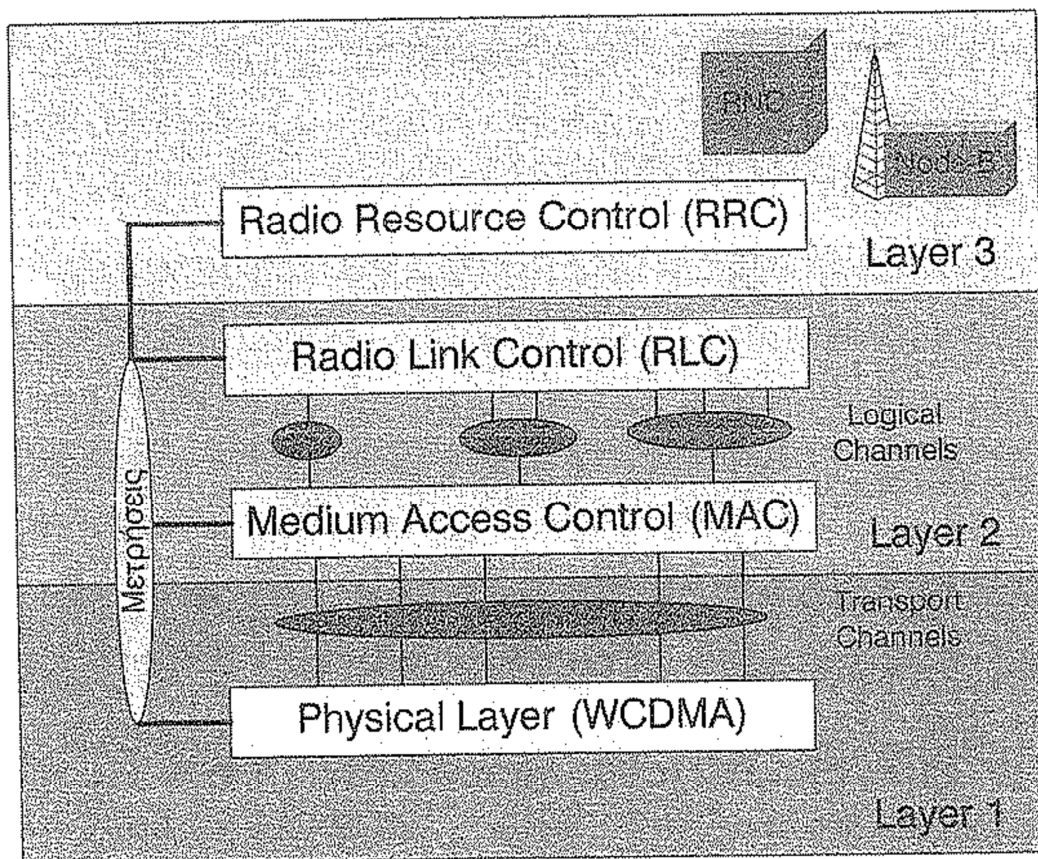 RNC
Node-B
Radio Resource Control (RRC)
Layer 3
Radio Link Control (RLC)
Logical
Channels
Μετρήσεις
Medium Access Control (MAC)
Layer 2
Transport
Channels
Physical Layer (WCDMA)
Layer 1